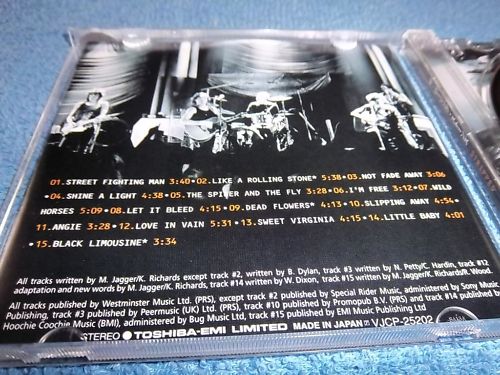 01.STREET FIGHTING MAN 3:40•02.LIKE A ROLLING STONE* 5:38•03.NOT FADE AWAY 3:06
•04.SHINE A LIGHT 4:38•05.THE SPIDER AND THE FLY 3:28•06.I'M FREE 3:12•07.WILD
HORSES 5:09•08.LET IT BLEED 4:15•09.DEAD FLOWERS* 4:13•10.SLIPPING AWAY 4:54
•11.ANGIE 3:28•12.LOVE IN VAIN 5:31•13.SWEET VIRGINIA 4:15•14.LITTLE BABY 4:01
•15.BLACK LIMOUSINE* 3:34
All tracks written by M. Jagger/K. Richards except track #2, written by B. Dylan, track #3 written by N. Petty/C. Hardin, track #12
adaptation and new words by M. Jagger/K. Richards, track #14 written by W. Dixon, track #15 written by M. Jagger/K. Richards/R. Wood.
All tracks published by Westminster Music Ltd. (PRS), except track #2 published by Special Rider Music, administered by Sony Music
Publishing, track #3 published by Peermusic (UK) Ltd. (PRS), track #10 published by Promopub B.V. (PRS) and track #14 published by
Hoochie Coochie Music (BMI), administered by Bug Music Ltd, track #15 published by EMI Music Publishing Ltd
STEREO TOSHIBA-EMI LIMITED MADE IN JAPAN VJCP-25202